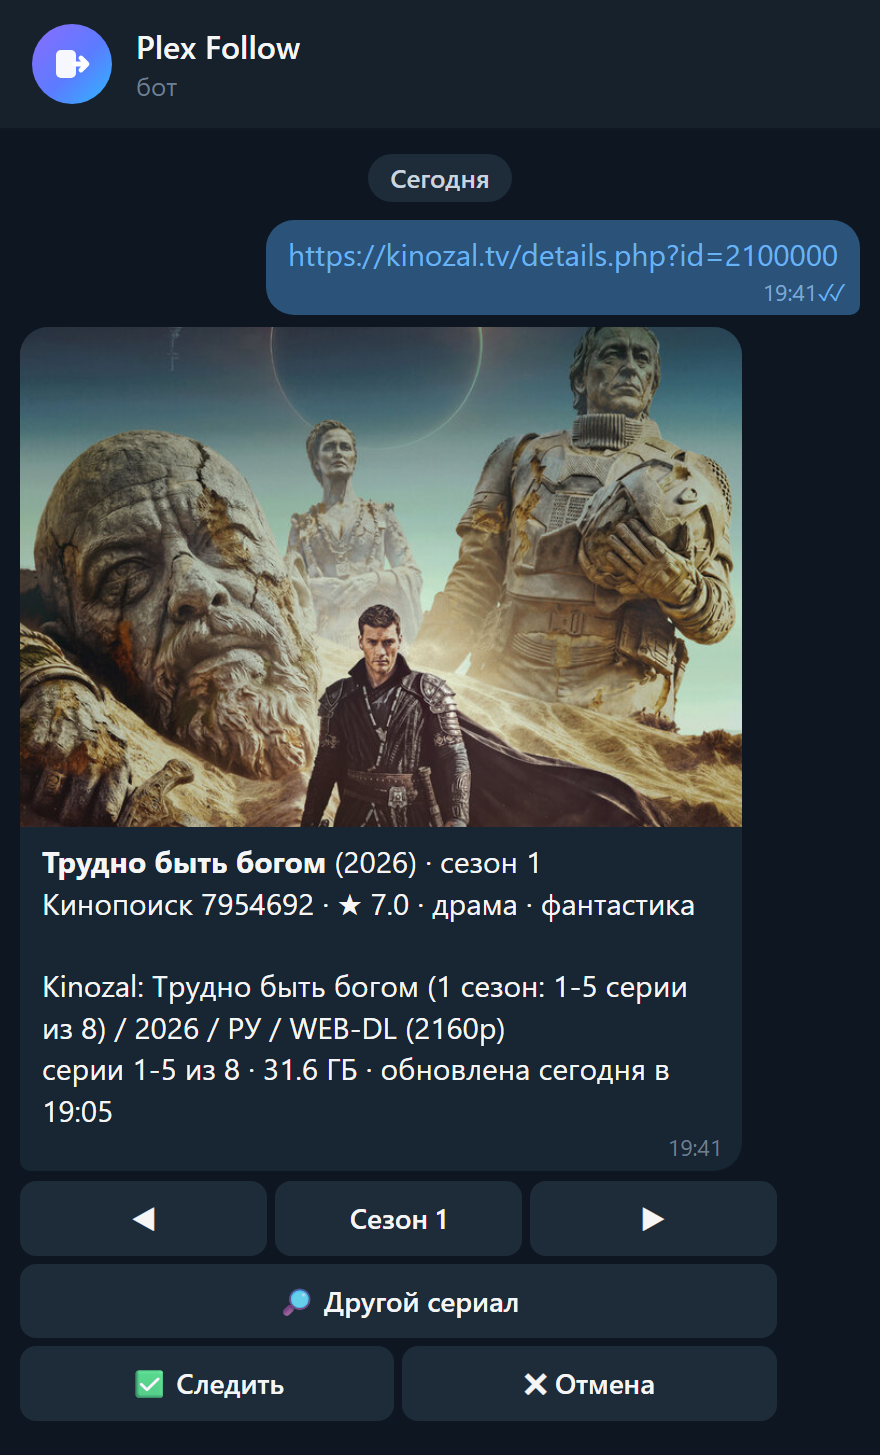 Plex Follow
бот
Сегодня
https://kinozal.tv/details.php?id=2100000
19:41
Трудно быть богом (2026) · сезон 1
Кинопоиск 7954692 · ★ 7.0 · драма · фантастика
Kinozal: Трудно быть богом (1 сезон: 1-5 серии
из 8) / 2026 / РУ / WEB-DL (2160p)
серии 1-5 из 8 · 31.6 ГБ · обновлена сегодня в
19:05
19:41
◀ Сезон 1 ▶
🔎 Другой сериал
✅ Следить ❌ Отмена